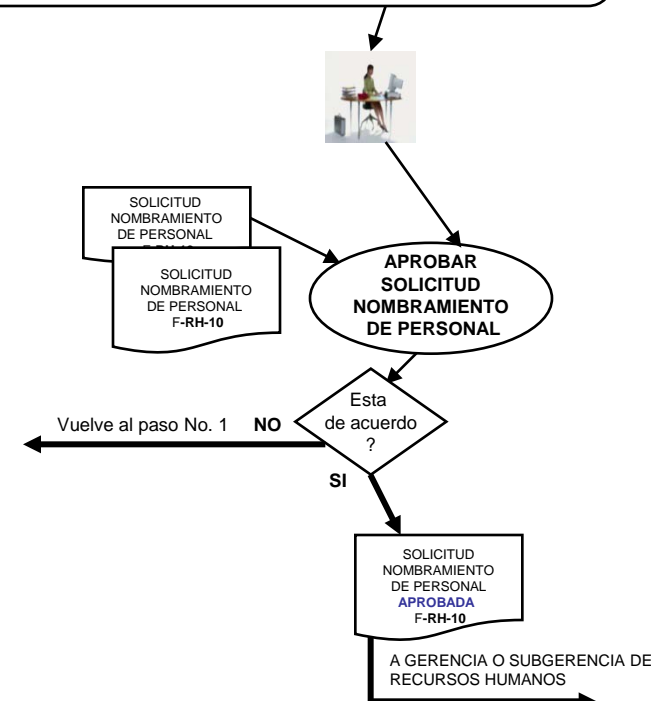 SOLICITUD
NOMBRAMIENTO
DE PERSONAL
SOLICITUD
NOMBRAMIENTO
DE PERSONAL
F-RH-10
APROBAR
SOLICITUD
NOMBRAMIENTO
DE PERSONAL
Esta
de acuerdo
?
Vuelve al paso No. 1 NO
SI
SOLICITUD
NOMBRAMIENTO
DE PERSONAL
APROBADA
F-RH-10
A GERENCIA O SUBGERENCIA DE
RECURSOS HUMANOS